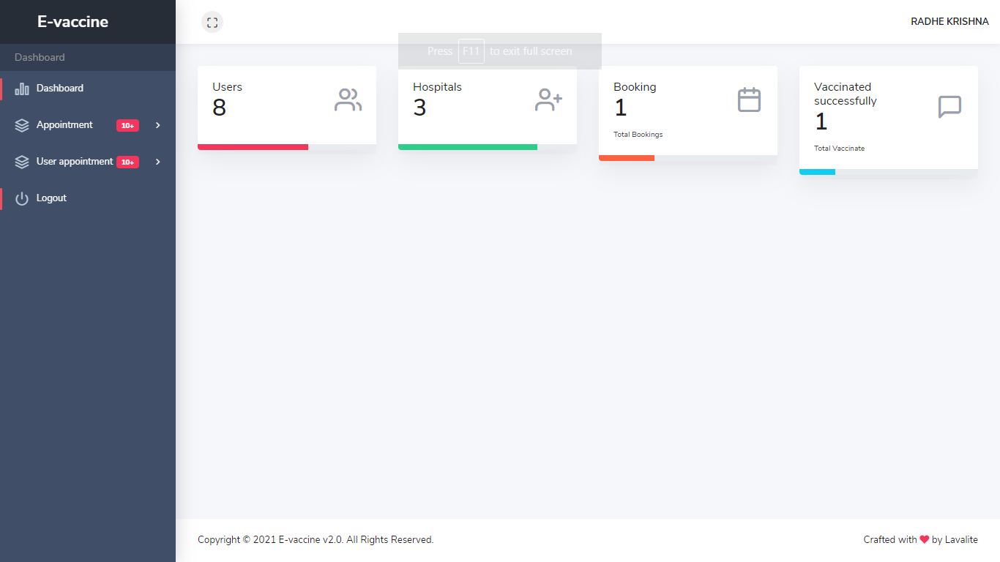 E-vaccine
RADHE KRISHNA
Press F11 to exit full screen
Dashboard
Dashboard
Appointment 10+
User appointment 10+
Logout
Users
8
Hospitals
3
Booking
1
Total Bookings
Vaccinated
successfully
1
Total Vaccinate
Copyright © 2021 E-vaccine v2.0. All Rights Reserved.
Crafted with ❤ by Lavalite